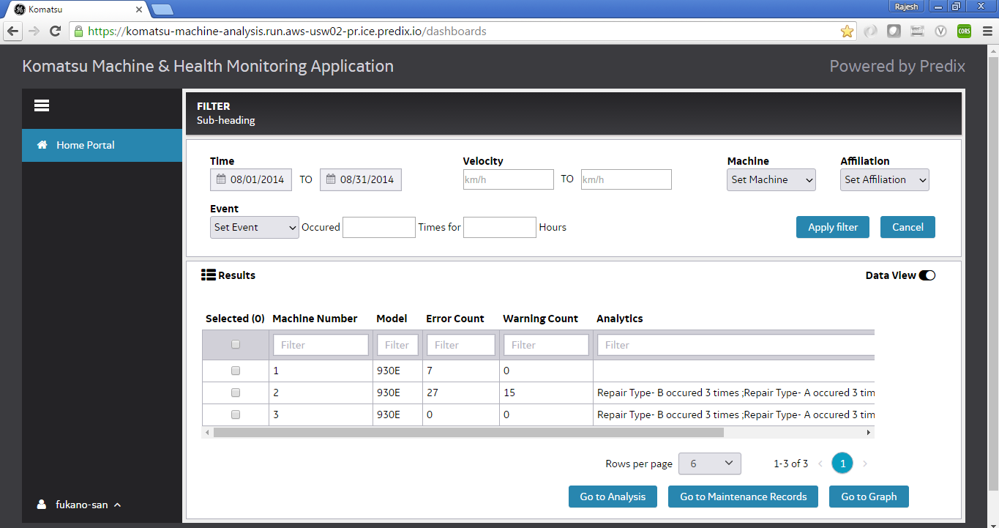 Komatsu
Rajesh
https://komatsu-machine-analysis.run.aws-usw02-pr.ice.predix.io/dashboards
CORS
Komatsu Machine & Health Monitoring Application
Powered by Predix
FILTER
Sub-heading
Home Portal
Time
Velocity
Machine
Affiliation
08/01/2014 TO 08/31/2014
km/h TO km/h
Set Machine
Set Affiliation
Event
Set Event Occured Times for Hours
Apply filter
Cancel
Results
Data View
Selected (0) Machine Number Model Error Count Warning Count Analytics
Filter Filter Filter Filter Filter
1 930E 7 0
2 930E 27 15 Repair Type- B occured 3 times ;Repair Type- A occured 3 tim
3 930E 0 0 Repair Type- B occured 3 times ;Repair Type- A occured 3 tim
Rows per page 6 1-3 of 3 1
Go to Analysis
Go to Maintenance Records
Go to Graph
fukano-san